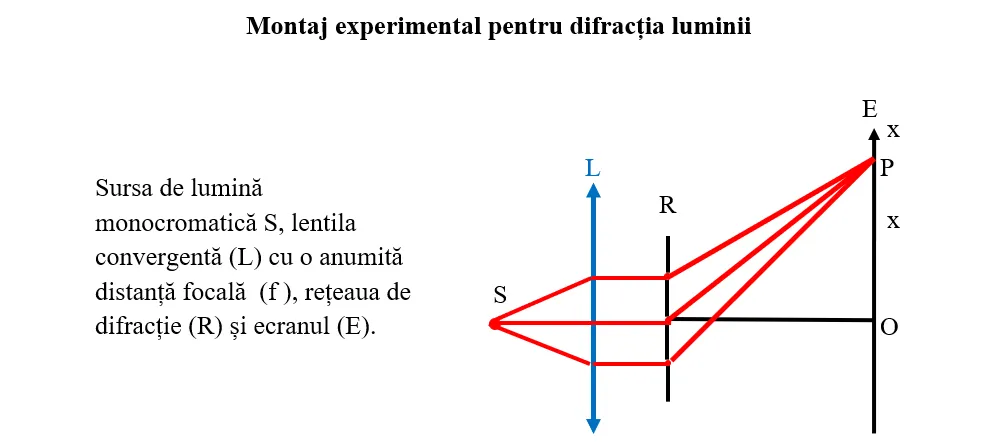 Montaj experimental pentru difracția luminii
Sursa de lumină
monocromatică S, lentila
convergentă (L) cu o anumită
distanță focală  (f ), rețeaua de
difracție (R) și ecranul (E).
E
x
L
P
R
x
S
O